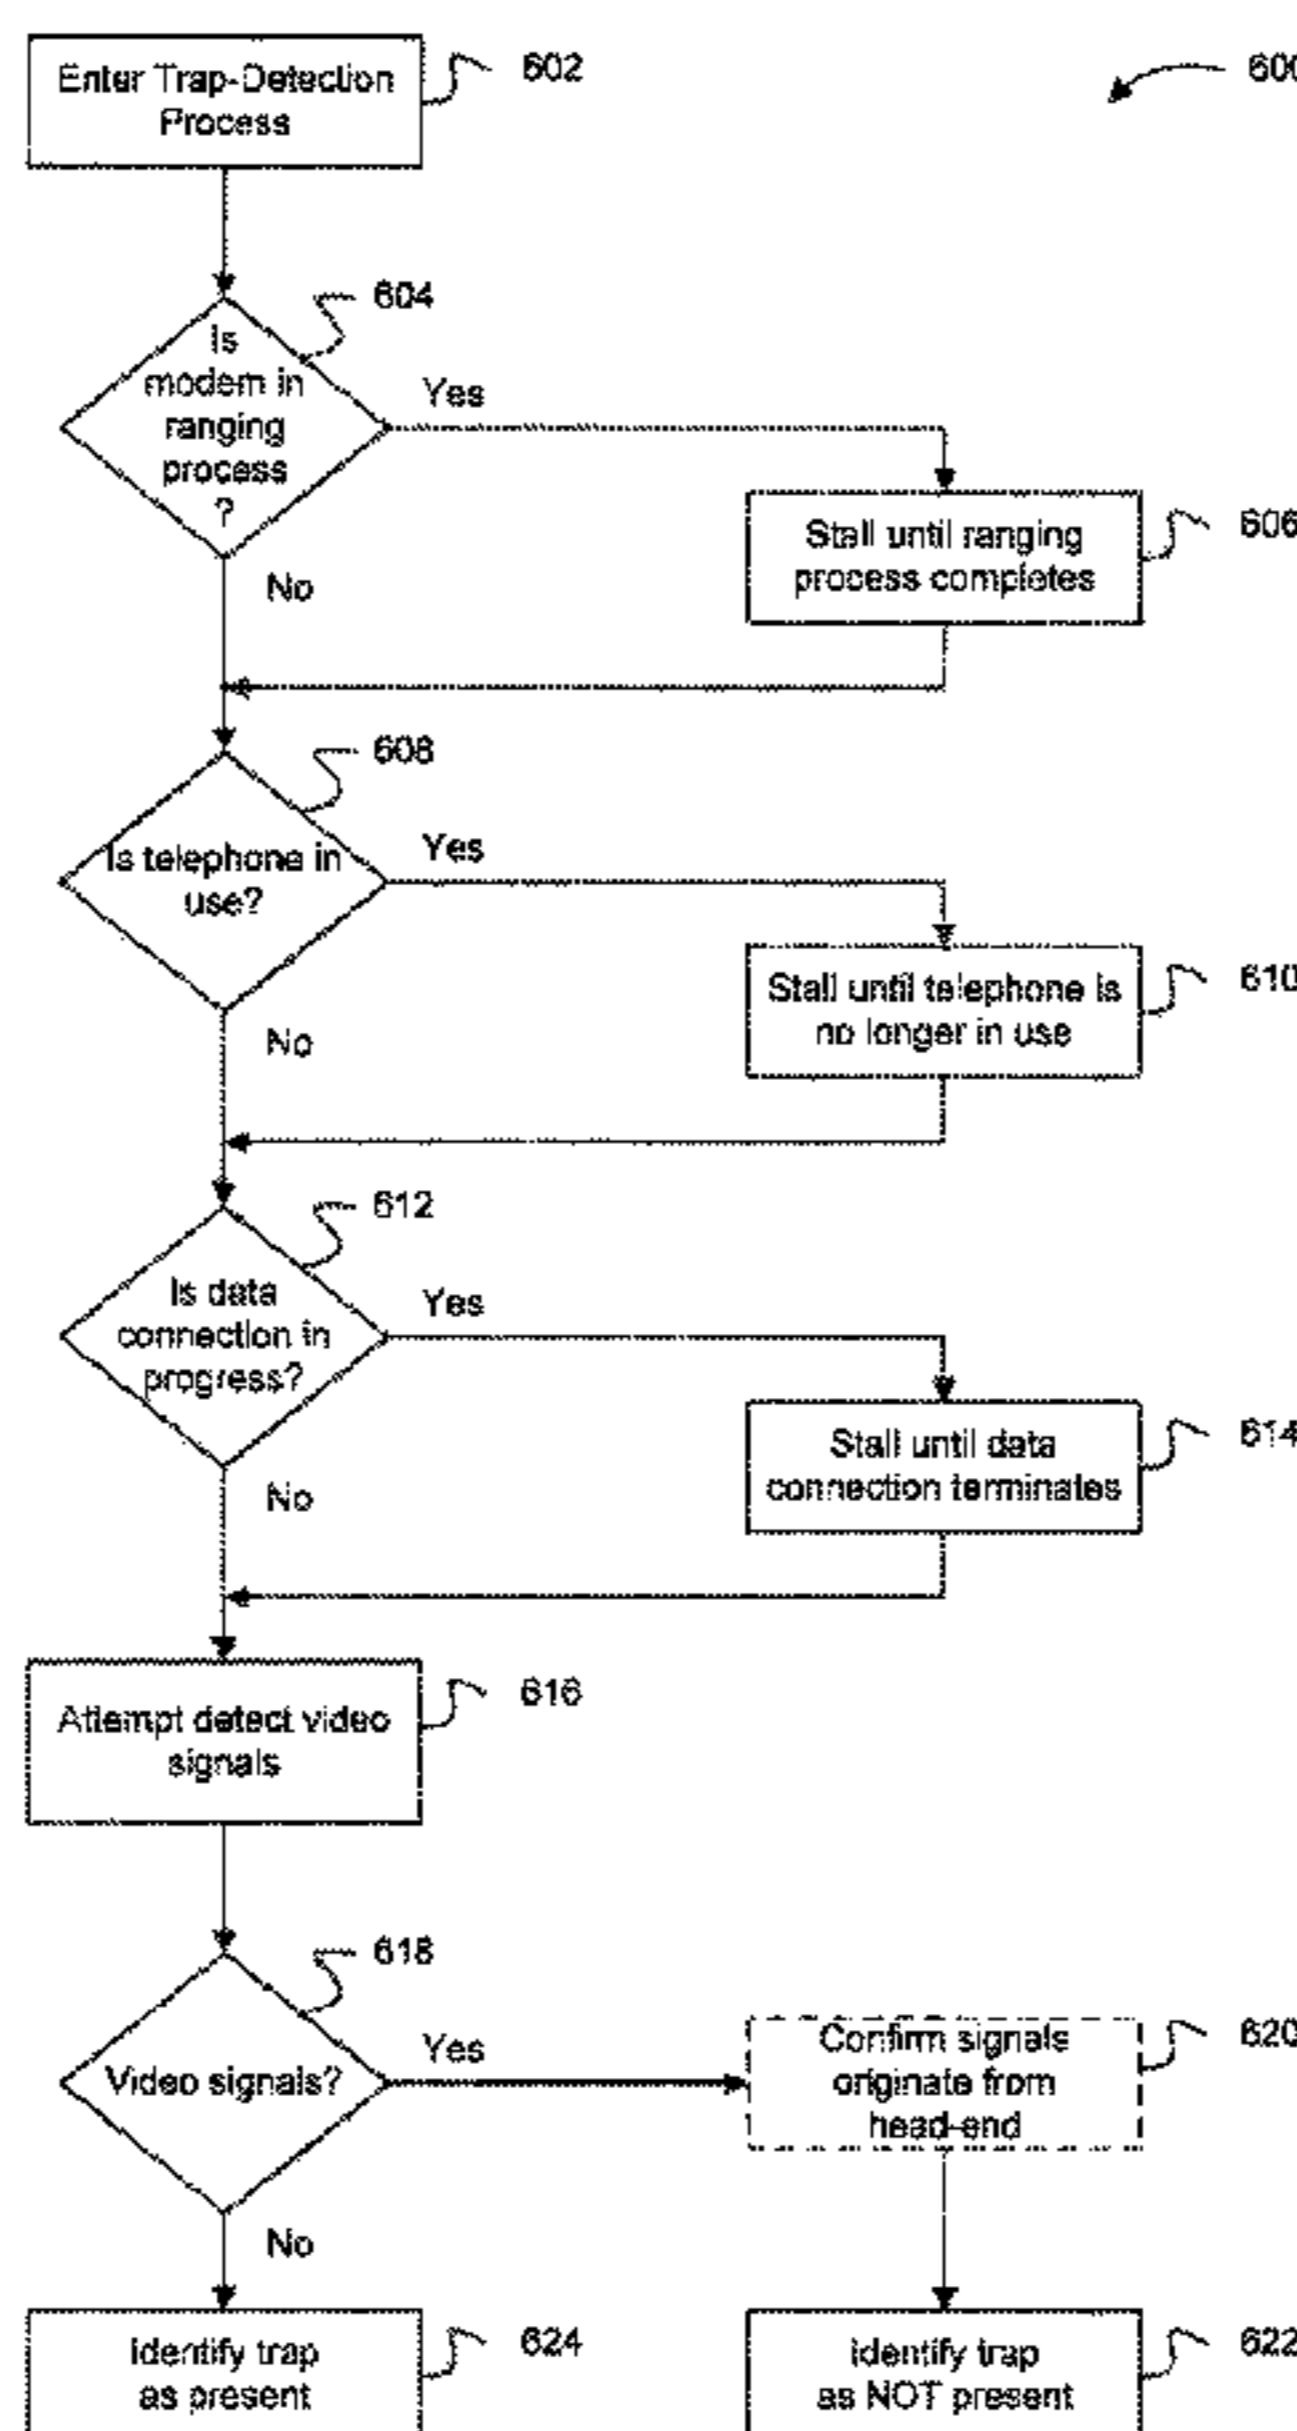 Enter Trap-Detection
Process
602
600
604
Is
modem in
ranging
process
?
Yes
No
Stall until ranging
process completes
606
608
Is telephone in
use?
Yes
No
Stall until telephone is
no longer in use
610
612
Is data
connection in
progress?
Yes
No
Stall until data
connection terminates
614
Attempt detect video
signals
616
618
Video signals?
Yes
No
Confirm signals
originate from
head-end
620
Identify trap
as present
624
Identify trap
as NOT present
622